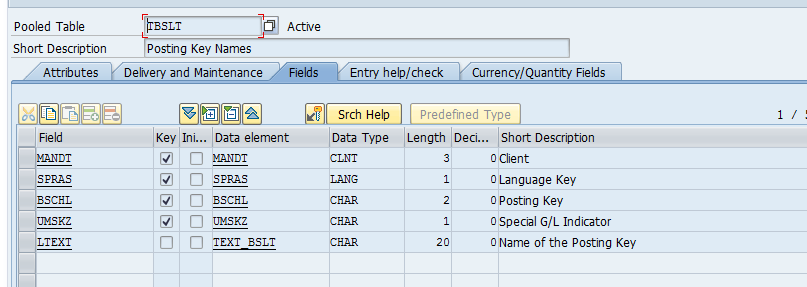 Pooled Table TBSLT Active
Short Description Posting Key Names
Attributes Delivery and Maintenance Fields Entry help/check Currency/Quantity Fields
Srch Help Predefined Type 1 /
Field Key Ini... Data element Data Type Length Deci... Short Description
MANDT MANDT CLNT 3 0 Client
SPRAS SPRAS LANG 1 0 Language Key
BSCHL BSCHL CHAR 2 0 Posting Key
UMSKZ UMSKZ CHAR 1 0 Special G/L Indicator
LTEXT TEXT_BSLT CHAR 20 0 Name of the Posting Key